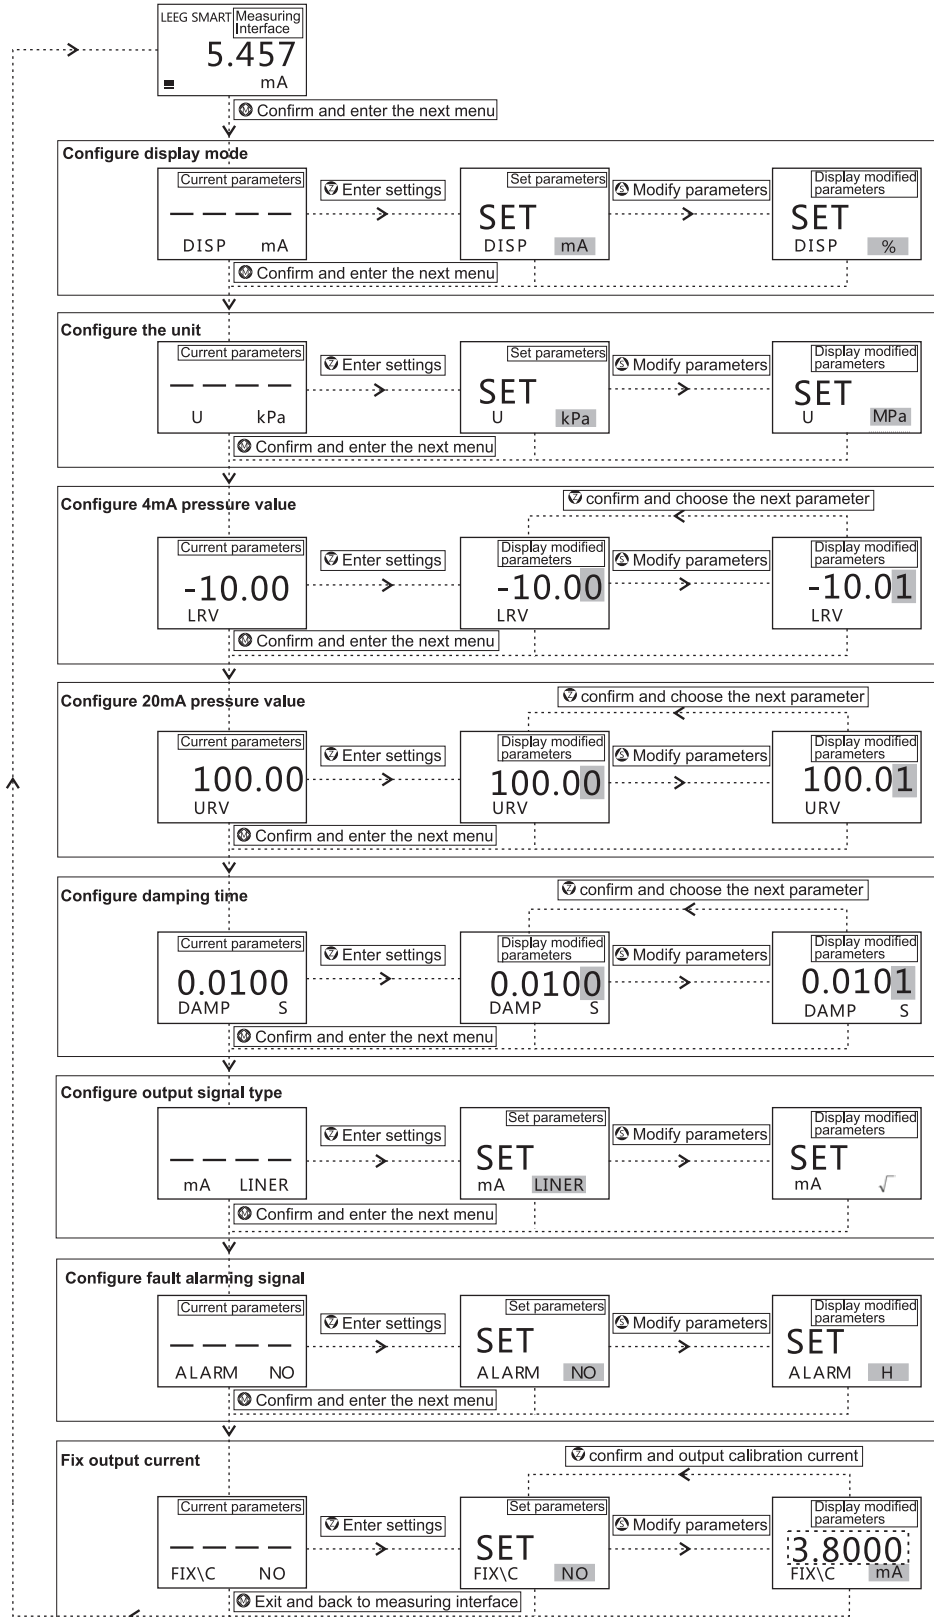 LEEG SMART Measuring Interface
5.457
mA
M Confirm and enter the next menu
Configure display mode
Current parameters
Z Enter settings
Set parameters
S Modify parameters
Display modified parameters
— — — —
SET
SET
DISP mA
DISP mA
DISP %
M Confirm and enter the next menu
Configure the unit
Current parameters
Z Enter settings
Set parameters
S Modify parameters
Display modified parameters
— — — —
SET
SET
U kPa
U kPa
U MPa
M Confirm and enter the next menu
Configure 4mA pressure value
Z confirm and choose the next parameter
Current parameters
Z Enter settings
Display modified parameters
S Modify parameters
Display modified parameters
-10.00
-10.00
-10.01
LRV
LRV
LRV
M Confirm and enter the next menu
Configure 20mA pressure value
Z confirm and choose the next parameter
Current parameters
Z Enter settings
Display modified parameters
S Modify parameters
Display modified parameters
100.00
100.00
100.01
URV
URV
URV
M Confirm and enter the next menu
Configure damping time
Z confirm and choose the next parameter
Current parameters
Z Enter settings
Display modified parameters
S Modify parameters
Display modified parameters
0.0100
0.0100
0.0101
DAMP S
DAMP S
DAMP S
M Confirm and enter the next menu
Configure output signal type
Z Enter settings
Set parameters
S Modify parameters
Display modified parameters
— — — —
SET
SET
mA LINER
mA LINER
mA √
M Confirm and enter the next menu
Configure fault alarming signal
Current parameters
Z Enter settings
Set parameters
S Modify parameters
Display modified parameters
— — — —
SET
SET
ALARM NO
ALARM NO
ALARM H
M Confirm and enter the next menu
Fix output current
Z confirm and output calibration current
Current parameters
Z Enter settings
Set parameters
S Modify parameters
Display modified parameters
— — — —
SET
3.8000
FIX\C NO
FIX\C NO
FIX\C mA
M Exit and back to measuring interface